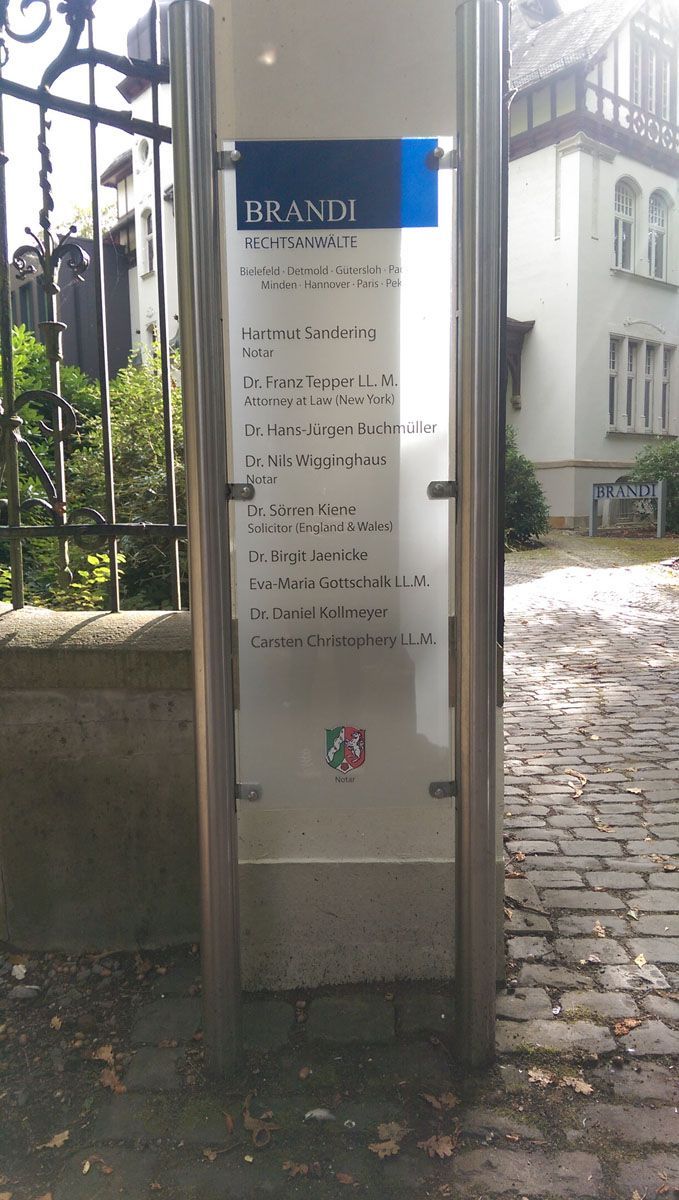 BRANDI
RECHTSANWÄLTE
Bielefeld · Detmold · Gütersloh ·
Minden · Hannover · Paris ·
Hartmut Sandering
Notar
Dr. Franz Tepper LL. M.
Attorney at Law (New York)
Dr. Hans-Jürgen Buchmüller
Dr. Nils Wigginghaus
Notar
Dr. Sörren Kiene
Solicitor (England & Wales)
Dr. Birgit Jaenicke
Eva-Maria Gottschalk LL.M.
Dr. Daniel Kollmeyer
Carsten Christophery LL.M.
Notar
BRANDI